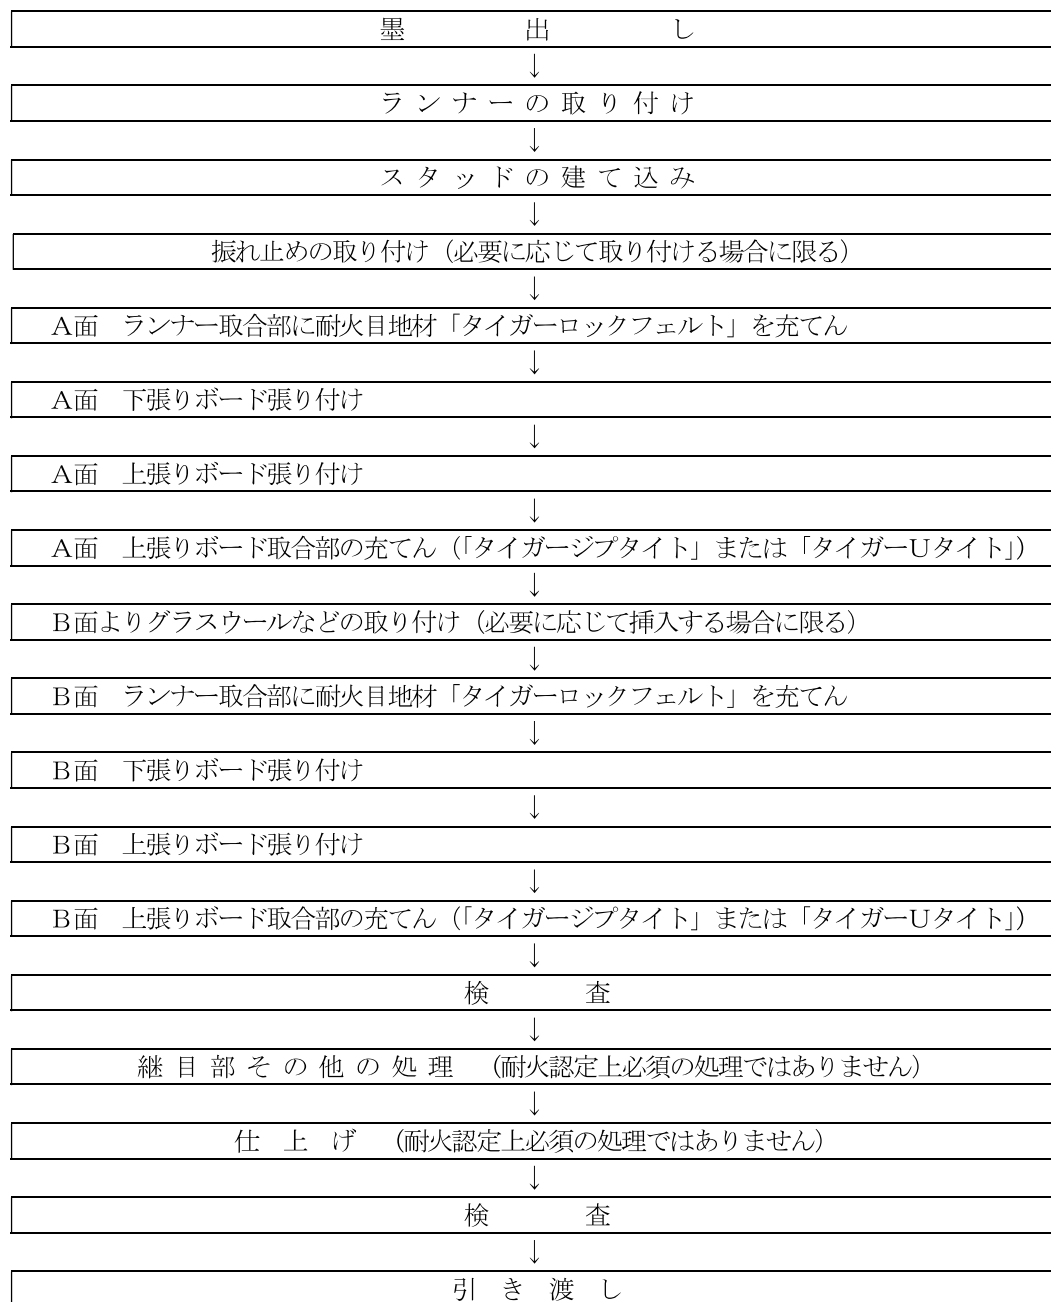 墨出し
↓
ランナーの取り付け
↓
スタッドの建て込み
↓
振れ止めの取り付け（必要に応じて取り付ける場合に限る）
↓
A面　ランナー取合部に耐火目地材「タイガーロックフェルト」を充てん
↓
A面　下張りボード張り付け
↓
A面　上張りボード張り付け
↓
A面　上張りボード取合部の充てん（「タイガージプタイト」または「タイガーUタイト」）
↓
B面よりグラスウールなどの取り付け（必要に応じて挿入する場合に限る）
↓
B面　ランナー取合部に耐火目地材「タイガーロックフェルト」を充てん
↓
B面　下張りボード張り付け
↓
B面　上張りボード張り付け
↓
B面　上張りボード取合部の充てん（「タイガージプタイト」または「タイガーUタイト」）
↓
検査
↓
継目部その他の処理　（耐火認定上必須の処理ではありません）
↓
仕上げ　（耐火認定上必須の処理ではありません）
↓
検査
↓
引き渡し